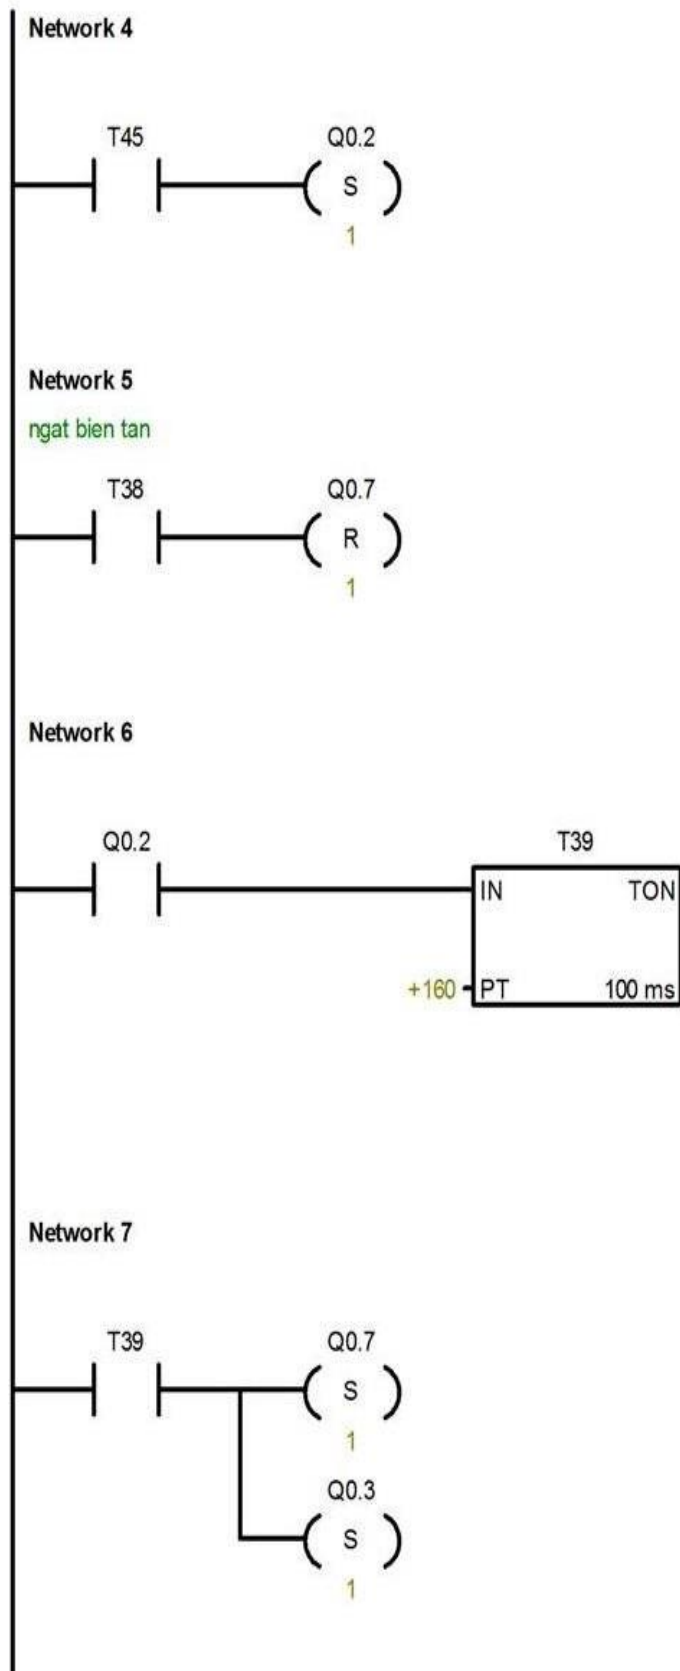 Network 4
T45 Q0.2
S
1
Network 5
ngat bien tan
T38 Q0.7
R
1
Network 6
Q0.2 T39
IN TON
+160 PT 100 ms
Network 7
T39 Q0.7
S
1
Q0.3
S
1